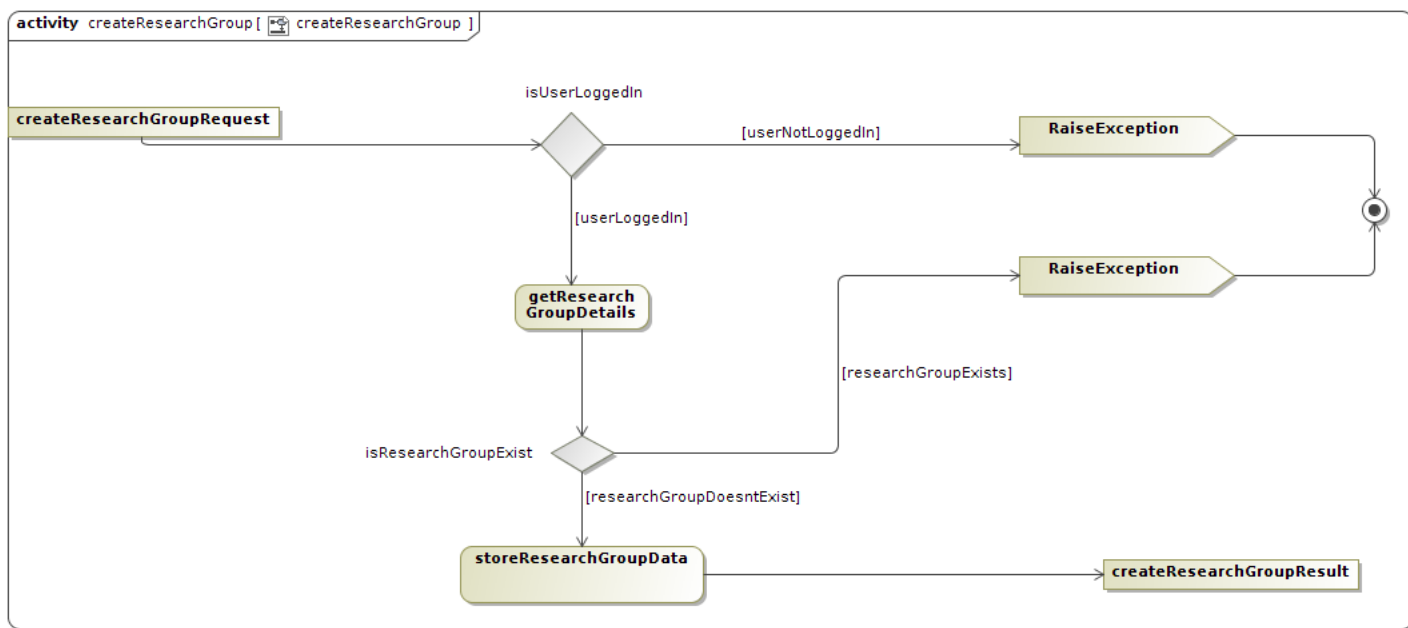 activity createResearchGroup[ createResearchGroup ]
isUserLoggedIn
createResearchGroupRequest
[userNotLoggedIn]
RaiseException
[userLoggedIn]
RaiseException
getResearch
GroupDetails
[researchGroupExists]
isResearchGroupExist
[researchGroupDoesntExist]
storeResearchGroupData
createResearchGroupResult